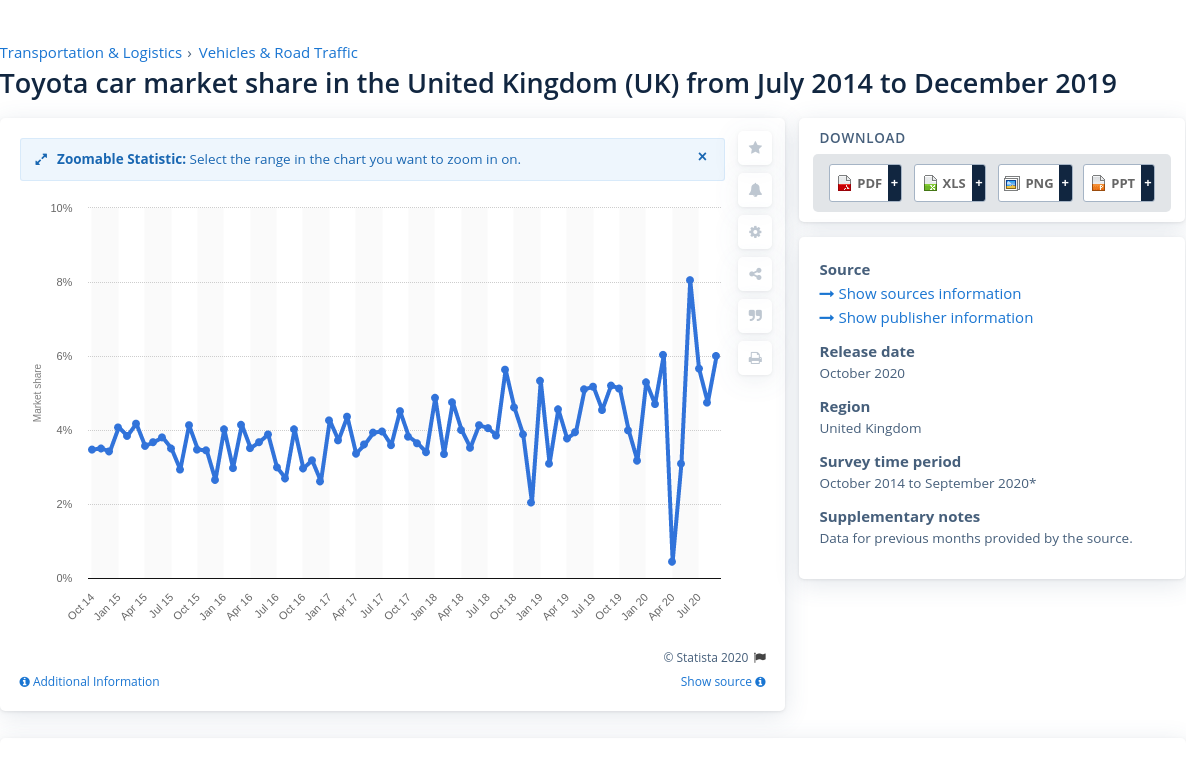 Transportation & Logistics › Vehicles & Road Traffic
Toyota car market share in the United Kingdom (UK) from July 2014 to December 2019
Zoomable Statistic: Select the range in the chart you want to zoom in on.
×
10%
8%
6%
4%
2%
0%
Market share
Oct 14
Jan 15
Apr 15
Jul 15
Oct 15
Jan 16
Apr 16
Jul 16
Oct 16
Jan 17
Apr 17
Jul 17
Oct 17
Jan 18
Apr 18
Jul 18
Oct 18
Jan 19
Apr 19
Jul 19
Oct 19
Jan 20
Apr 20
Jul 20
© Statista 2020
Additional Information
Show source
DOWNLOAD
PDF + XLS + PNG + PPT +
Source
Show sources information
Show publisher information
Release date
October 2020
Region
United Kingdom
Survey time period
October 2014 to September 2020*
Supplementary notes
Data for previous months provided by the source.